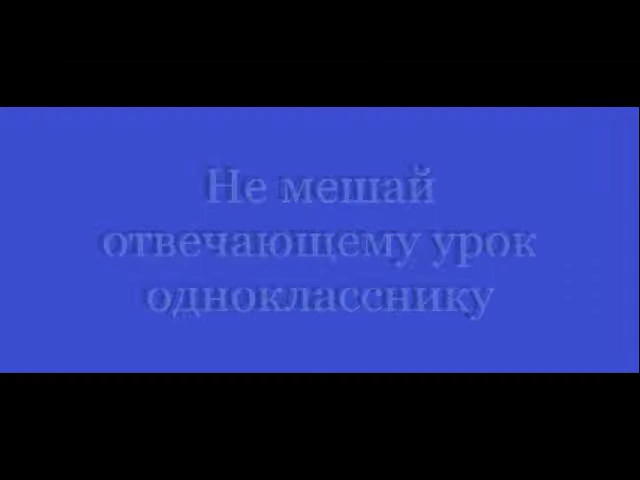 Не мешай
отвечающему урок
однокласснику